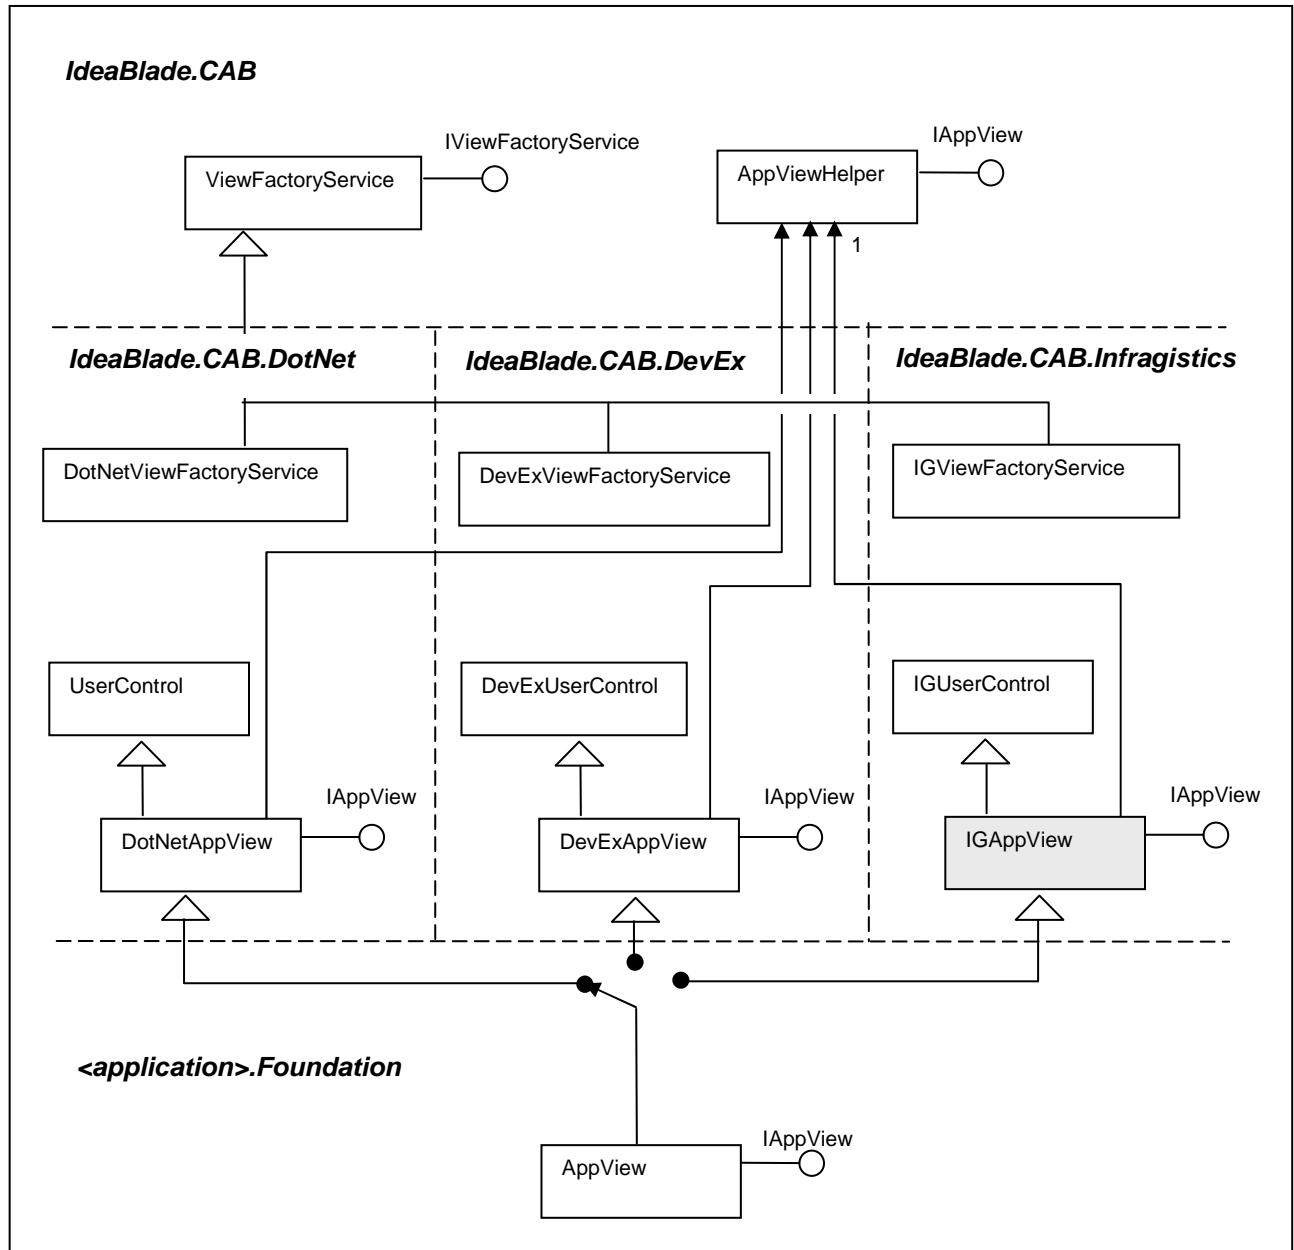 IdeaBlade.CAB
IViewFactoryService
IAppView
ViewFactoryService
AppViewHelper
1
IdeaBlade.CAB.DotNet
IdeaBlade.CAB.DevEx
IdeaBlade.CAB.Infragistics
DotNetViewFactoryService
DevExViewFactoryService
IGViewFactoryService
UserControl
DevExUserControl
IGUserControl
IAppView
IAppView
IAppView
DotNetAppView
DevExAppView
IGAppView
<application>.Foundation
IAppView
AppView